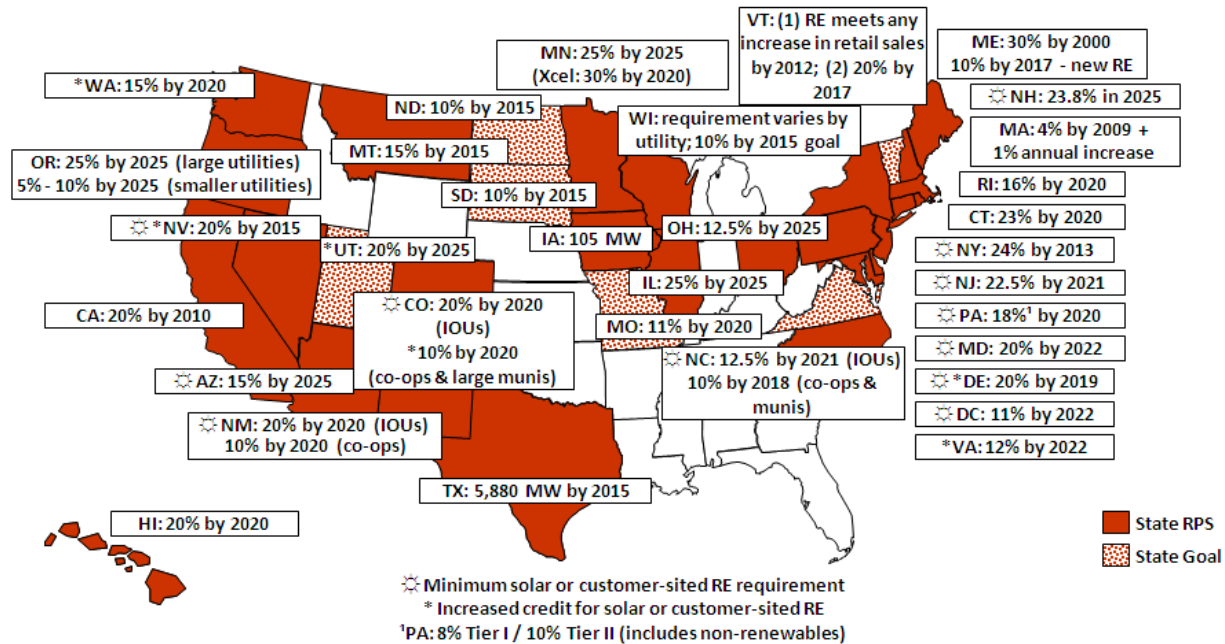 VT: (1) RE meets any
increase in retail sales
by 2012; (2) 20% by
2017
MN: 25% by 2025
(Xcel: 30% by 2020)
ME: 30% by 2000
10% by 2017 - new RE
*WA: 15% by 2020
☼ NH: 23.8% in 2025
ND: 10% by 2015
WI: requirement varies by
utility; 10% by 2015 goal
MA: 4% by 2009 +
1% annual increase
MT: 15% by 2015
OR: 25% by 2025 (large utilities)
5% - 10% by 2025 (smaller utilities)
RI: 16% by 2020
SD: 10% by 2015
CT: 23% by 2020
☼ *NV: 20% by 2015
IA: 105 MW
OH: 12.5% by 2025
*UT: 20% by 2025
☼ NY: 24% by 2013
IL: 25% by 2025
☼ NJ: 22.5% by 2021
☼ CO: 20% by 2020
(IOUs)
*10% by 2020
(co-ops & large munis)
CA: 20% by 2010
MO: 11% by 2020
☼ PA: 18%¹ by 2020
☼ NC: 12.5% by 2021 (IOUs)
10% by 2018 (co-ops &
munis)
☼ MD: 20% by 2022
☼ AZ: 15% by 2025
☼ *DE: 20% by 2019
☼ NM: 20% by 2020 (IOUs)
10% by 2020 (co-ops)
☼ DC: 11% by 2022
*VA: 12% by 2022
TX: 5,880 MW by 2015
HI: 20% by 2020
State RPS
State Goal
☼ Minimum solar or customer-sited RE requirement
* Increased credit for solar or customer-sited RE
¹PA: 8% Tier I / 10% Tier II (includes non-renewables)